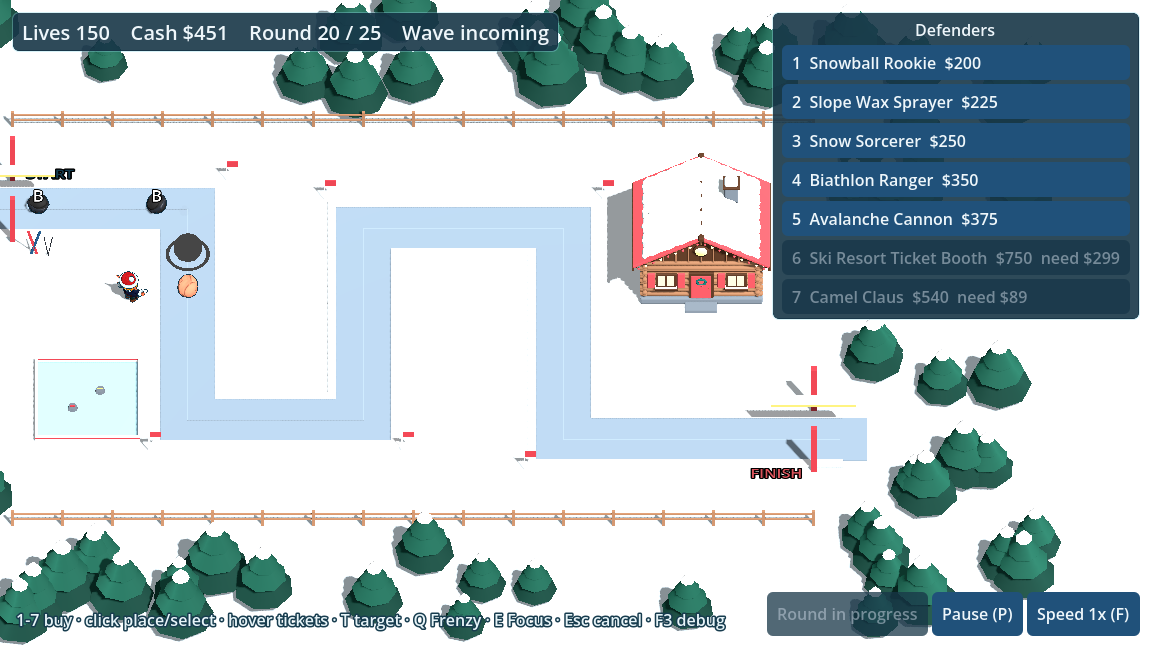 Lives 150 Cash $451 Round 20 / 25 Wave incoming
Defenders
1 Snowball Rookie $200
2 Slope Wax Sprayer $225
3 Snow Sorcerer $250
4 Biathlon Ranger $350
5 Avalanche Cannon $375
6 Ski Resort Ticket Booth $750 need $299
7 Camel Claus $540 need $89
B
B
FINISH
1-7 buy · click place/select · hover tickets · T target · Q Frenzy · E Focus · Esc cancel · F3 debug
Round in progress
Pause (P)
Speed 1x (F)